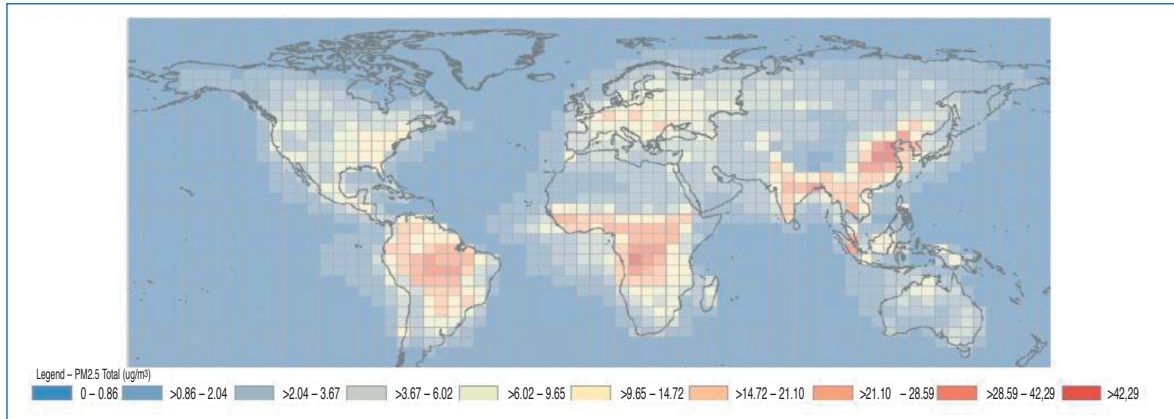 Legend – PM2.5 Total (ug/m³)
0 – 0.86 >0.86 – 2.04 >2.04 – 3.67 >3.67 – 6.02 >6.02 – 9.65 >9.65 – 14.72 >14.72 – 21.10 >21.10 – 28.59 >28.59 – 42,29 >42,29